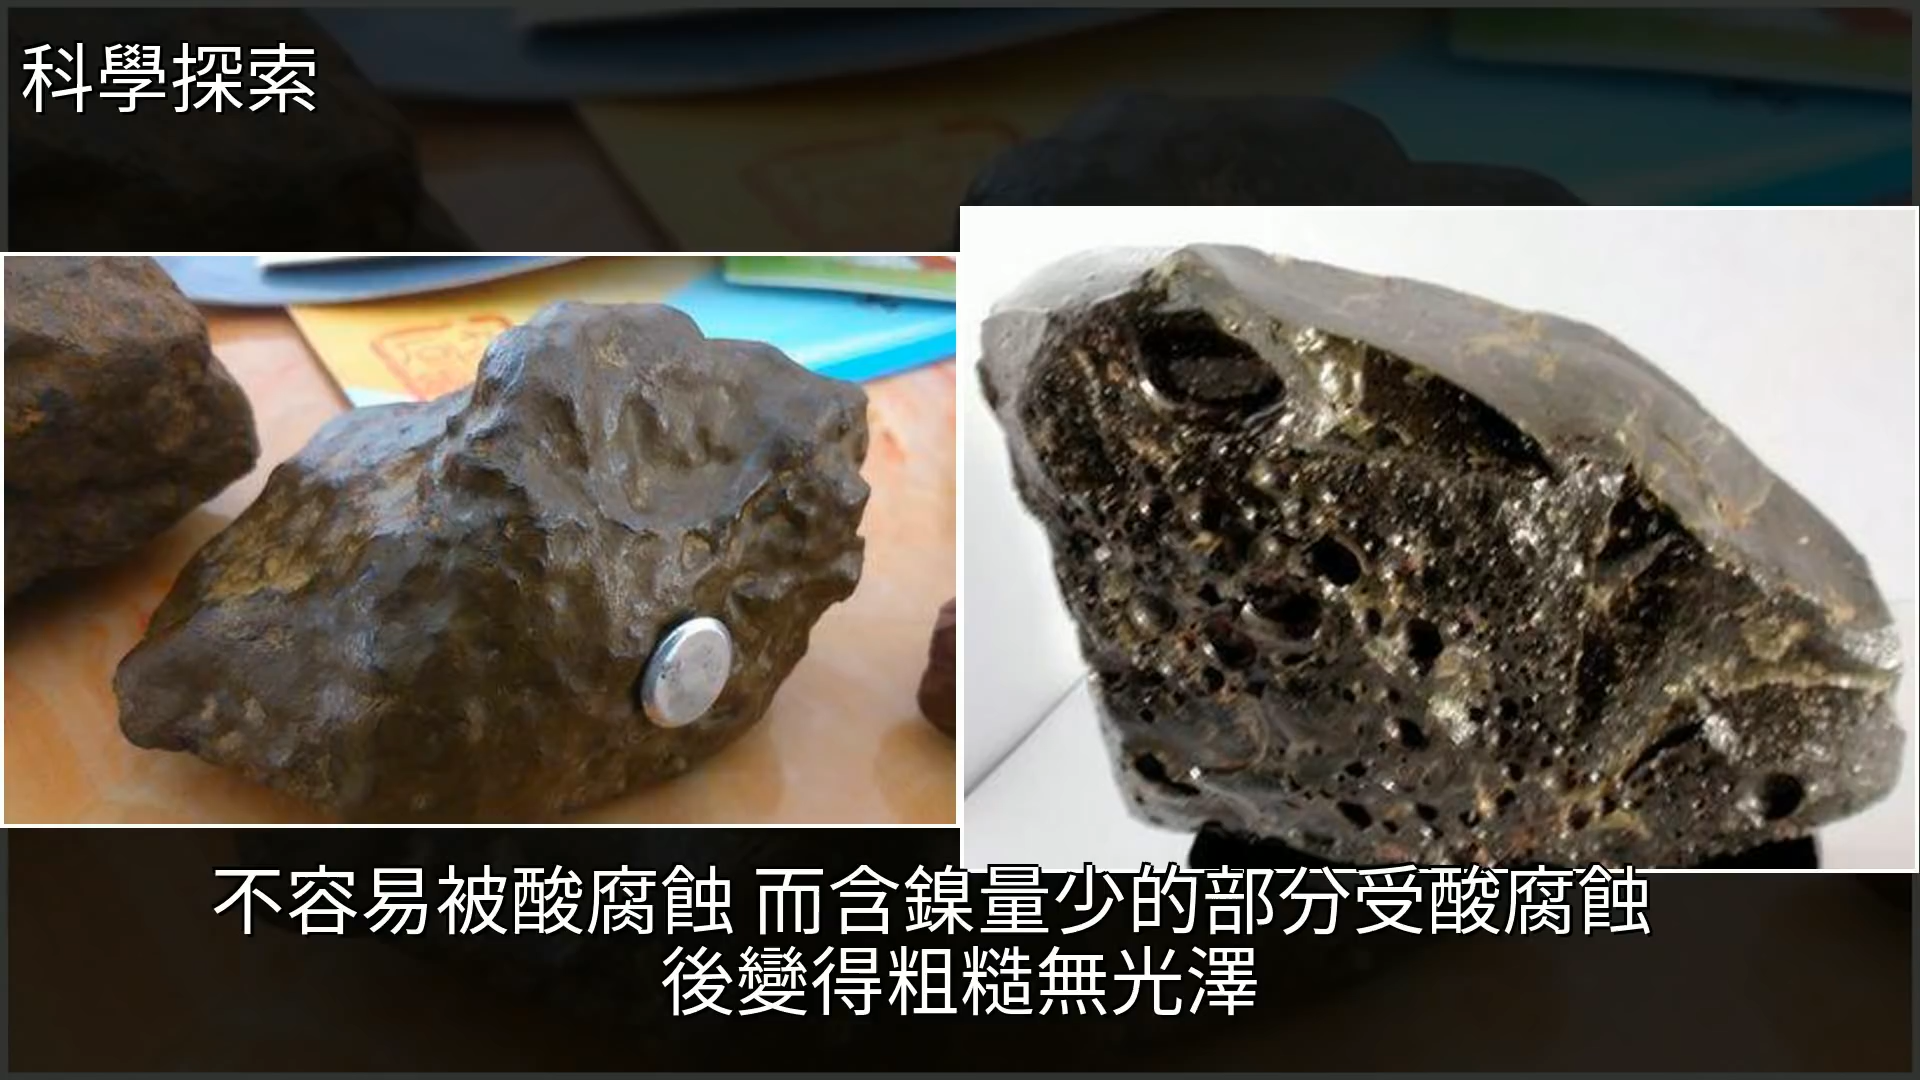 科學探索
不容易被酸腐蝕 而含鎳量少的部分受酸腐蝕
後變得粗糙無光澤